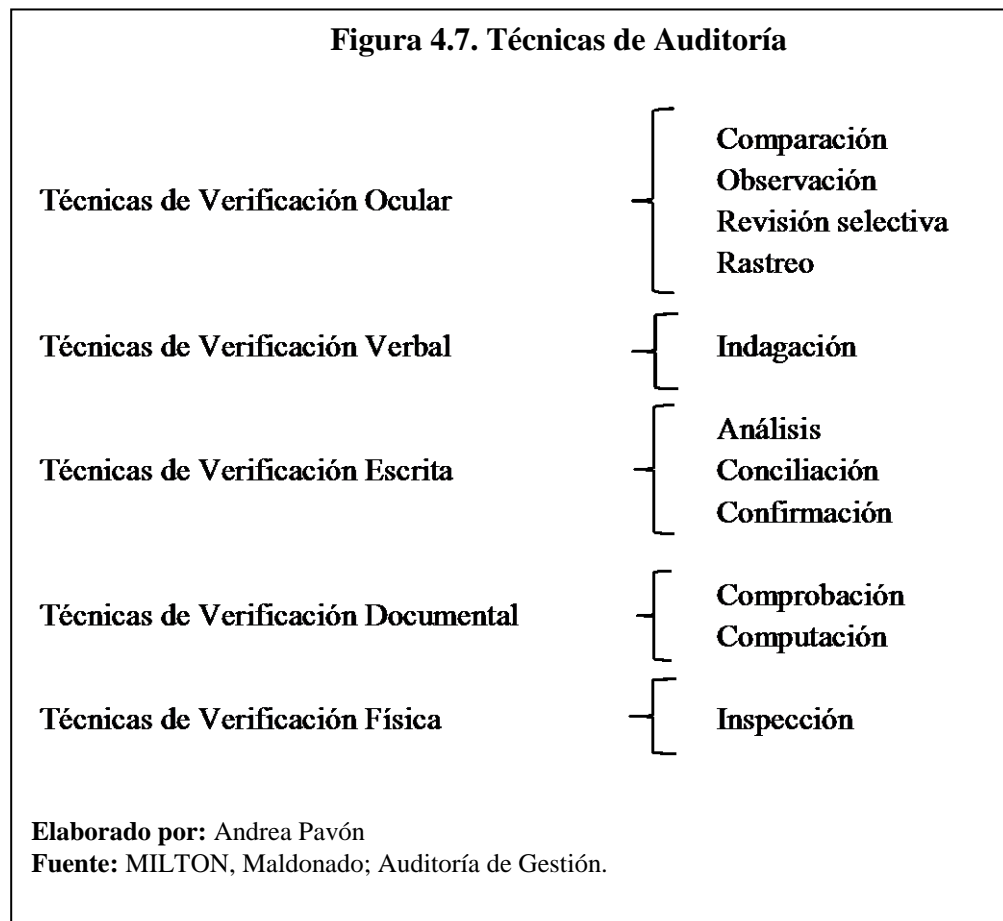 Figura 4.7. Técnicas de Auditoría
Técnicas de Verificación Ocular
Comparación
Observación
Revisión selectiva
Rastreo
Técnicas de Verificación Verbal
Indagación
Técnicas de Verificación Escrita
Análisis
Conciliación
Confirmación
Técnicas de Verificación Documental
Comprobación
Computación
Técnicas de Verificación Física
Inspección
Elaborado por: Andrea Pavón
Fuente: MILTON, Maldonado; Auditoría de Gestión.